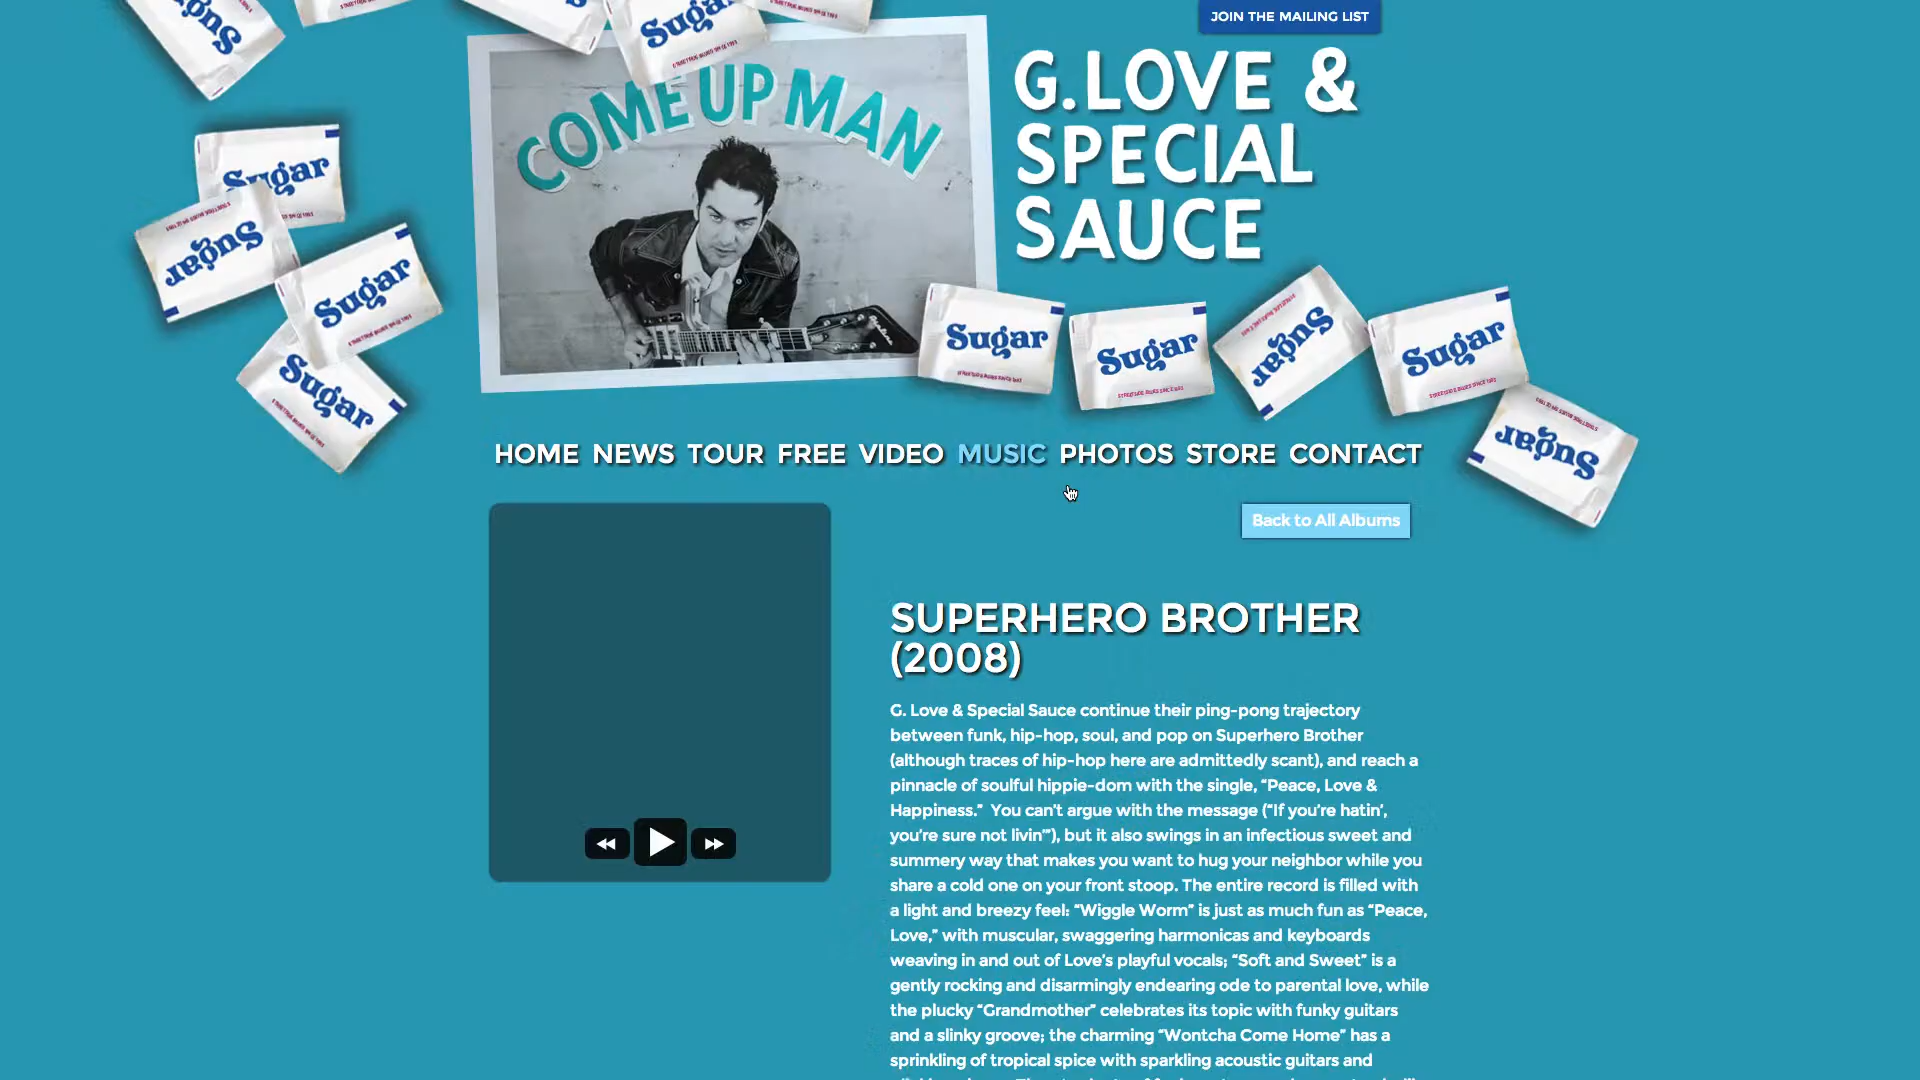 JOIN THE MAILING LIST
G.LOVE &
SPECIAL
SAUCE
COME UP MAN
Sugar
Sugar
Sugar
Sugar
Sugar
Sugar
Sugar
Sugar
Sugar
Sugar
Sugar
HOME NEWS TOUR FREE VIDEO MUSIC PHOTOS STORE CONTACT
Back to All Albums
SUPERHERO BROTHER
(2008)
G. Love & Special Sauce continue their ping-pong trajectory
between funk, hip-hop, soul, and pop on Superhero Brother
(although traces of hip-hop here are admittedly scant), and reach a
pinnacle of soulful hippie-dom with the single, “Peace, Love &
Happiness.”  You can’t argue with the message (“If you’re hatin’,
you’re sure not livin’”), but it also swings in an infectious sweet and
summery way that makes you want to hug your neighbor while you
share a cold one on your front stoop. The entire record is filled with
a light and breezy feel: “Wiggle Worm” is just as much fun as “Peace,
Love,” with muscular, swaggering harmonicas and keyboards
weaving in and out of Love’s playful vocals; “Soft and Sweet” is a
gently rocking and disarmingly endearing ode to parental love, while
the plucky “Grandmother” celebrates its topic with funky guitars
and a slinky groove; the charming “Wontcha Come Home” has a
sprinkling of tropical spice with sparkling acoustic guitars and